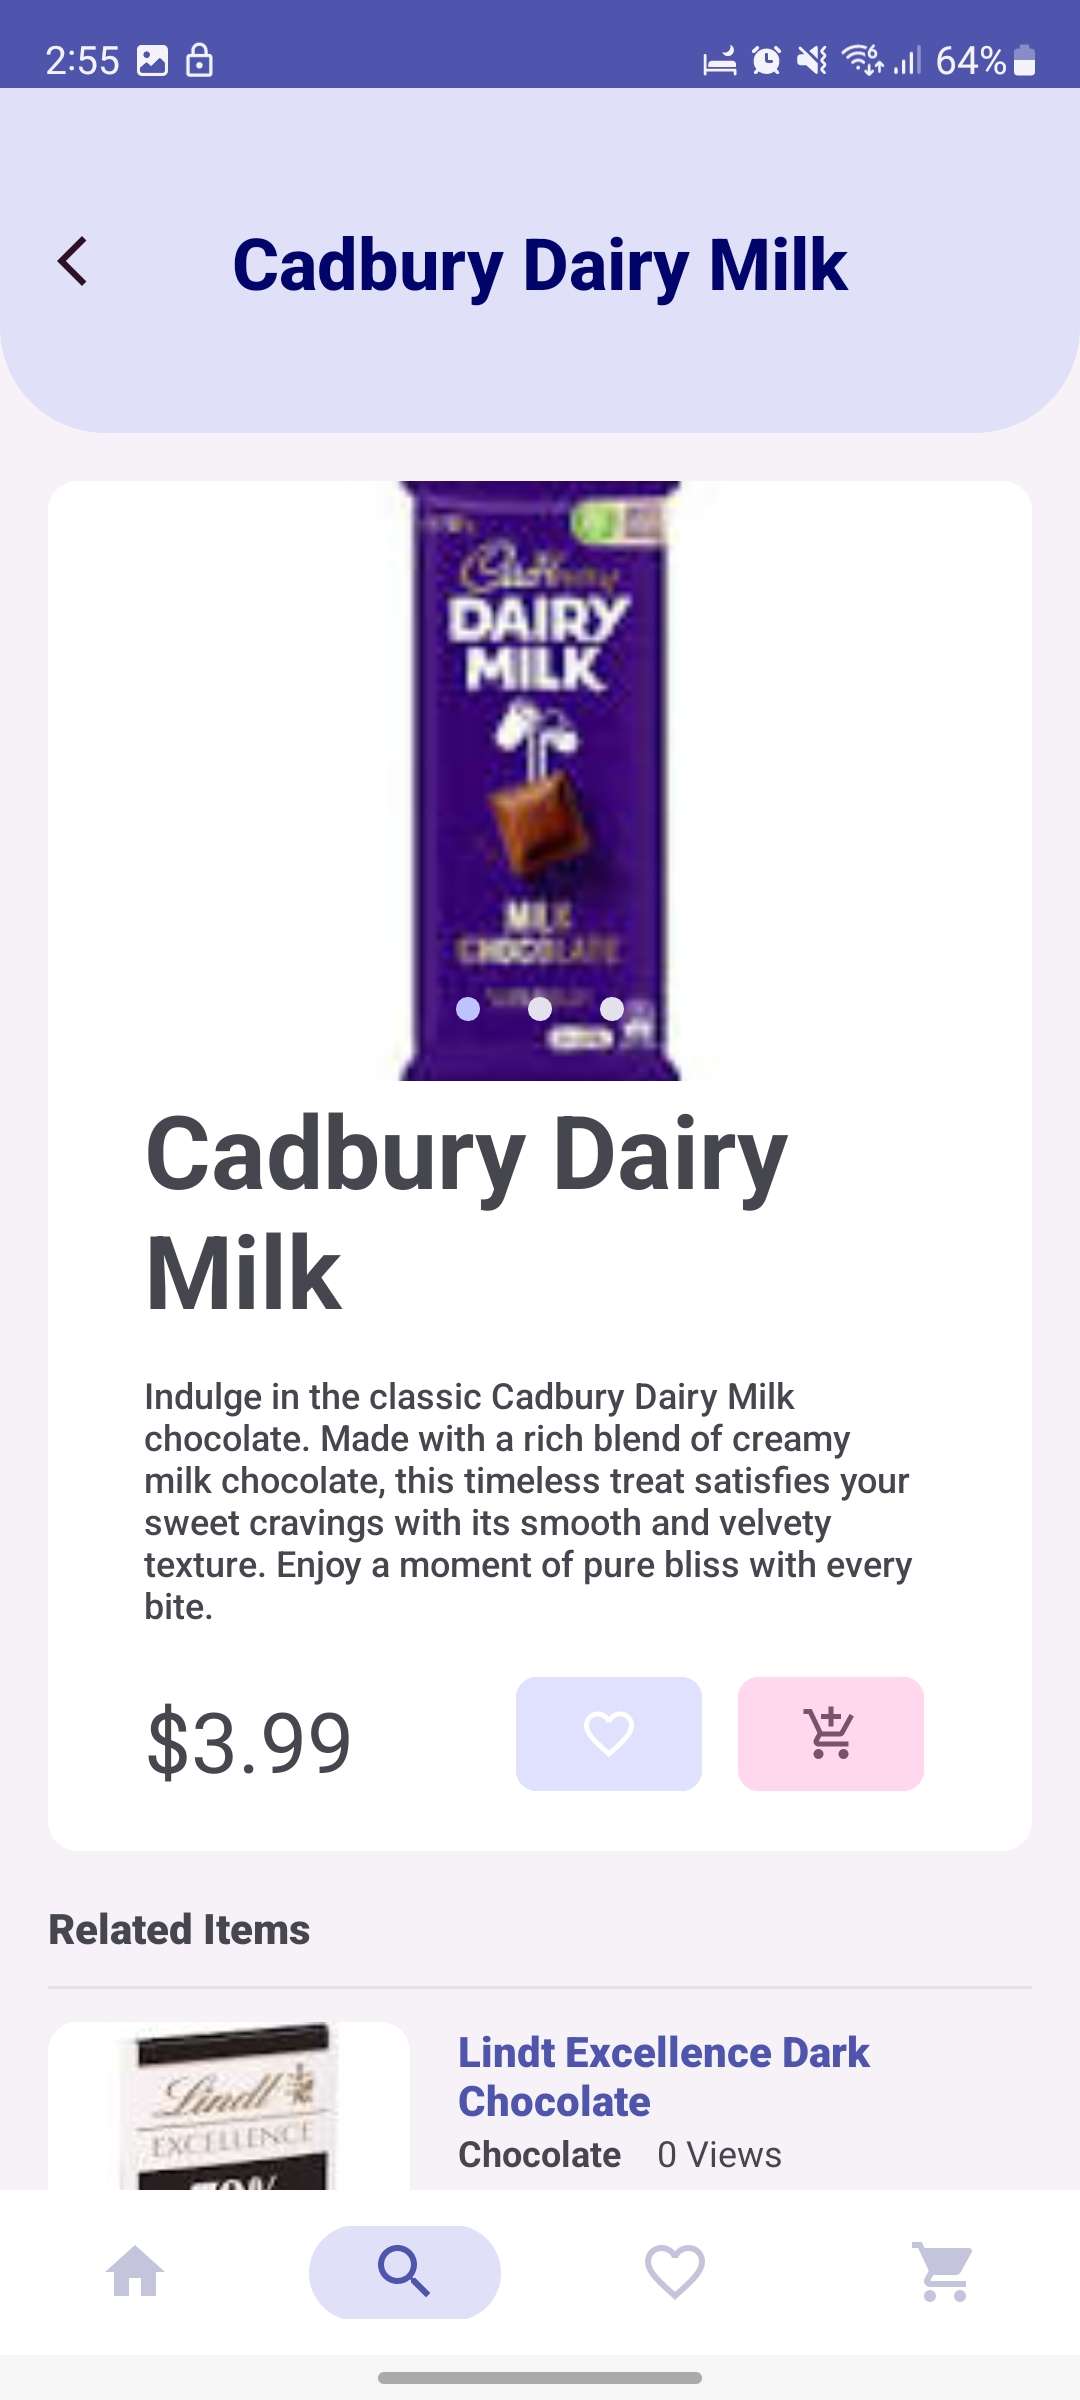 2:55
64%
Cadbury Dairy Milk
Cadbury
DAIRY
MILK
MILK
CHOCOLATE
Cadbury Dairy
Milk
Indulge in the classic Cadbury Dairy Milk
chocolate. Made with a rich blend of creamy
milk chocolate, this timeless treat satisfies your
sweet cravings with its smooth and velvety
texture. Enjoy a moment of pure bliss with every
bite.
$3.99
Related Items
Lindt
EXCELLENCE
Lindt Excellence Dark
Chocolate
Chocolate 0 Views